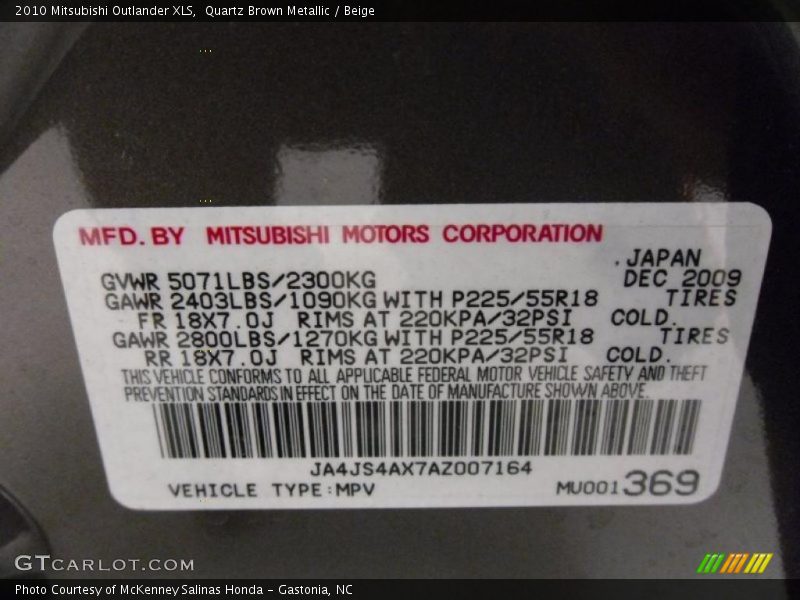 2010 Mitsubishi Outlander XLS,  Quartz Brown Metallic / Beige
MFD. BY MITSUBISHI MOTORS CORPORATION
.JAPAN
GVWR 5071LBS/2300KG DEC 2009
GAWR 2403LBS/1090KG WITH P225/55R18 TIRES
FR 18X7.0J RIMS AT 220KPA/32PSI COLD.
GAWR 2800LBS/1270KG WITH P225/55R18 TIRES
RR 18X7.0J RIMS AT 220KPA/32PSI COLD.
THIS VEHICLE CONFORMS TO ALL APPLICABLE FEDERAL MOTOR VEHICLE SAFETY AND THEFT
PREVENTION STANDARDS IN EFFECT ON THE DATE OF MANUFACTURE SHOWN ABOVE.
JA4JS4AX7AZ007164
VEHICLE TYPE:MPV MU001369
GTCARLOT.COM
Photo Courtesy of McKenney Salinas Honda - Gastonia, NC